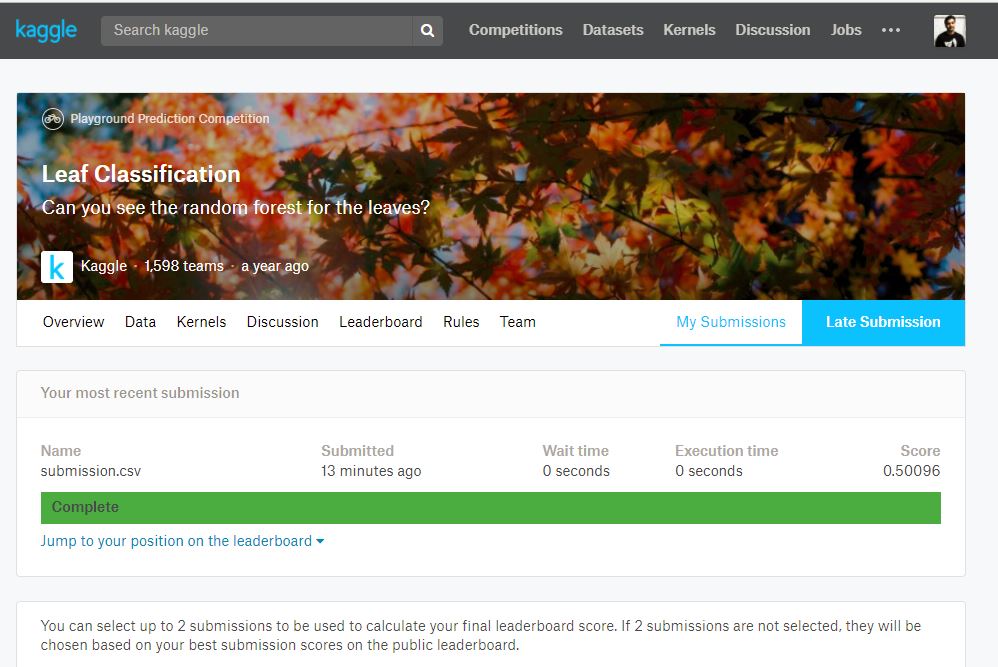 kaggle Search kaggle Competitions Datasets Kernels Discussion Jobs •••
Playground Prediction Competition
Leaf Classification
Can you see the random forest for the leaves?
k Kaggle · 1,598 teams · a year ago
Overview Data Kernels Discussion Leaderboard Rules Team My Submissions Late Submission
Your most recent submission
Name Submitted Wait time Execution time Score
submission.csv 13 minutes ago 0 seconds 0 seconds 0.50096
Complete
Jump to your position on the leaderboard
You can select up to 2 submissions to be used to calculate your final leaderboard score. If 2 submissions are not selected, they will be
chosen based on your best submission scores on the public leaderboard.